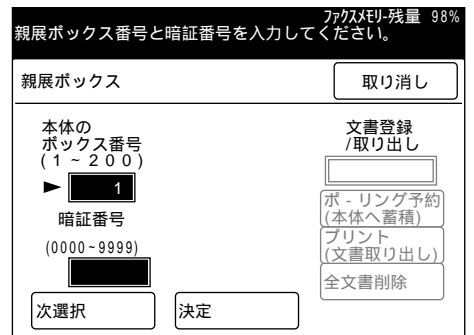 ファクスメモリ-残量 98%
親展ボックス番号と暗証番号を入力してください。
親展ボックス
取り消し
本体の
ボックス番号
(1~200)
► 1
暗証番号
(0000~9999)
次選択
決定
文書登録
/取り出し
ポ-リング予約
(本体へ蓄積)
プリント
(文書取り出し)
全文書削除